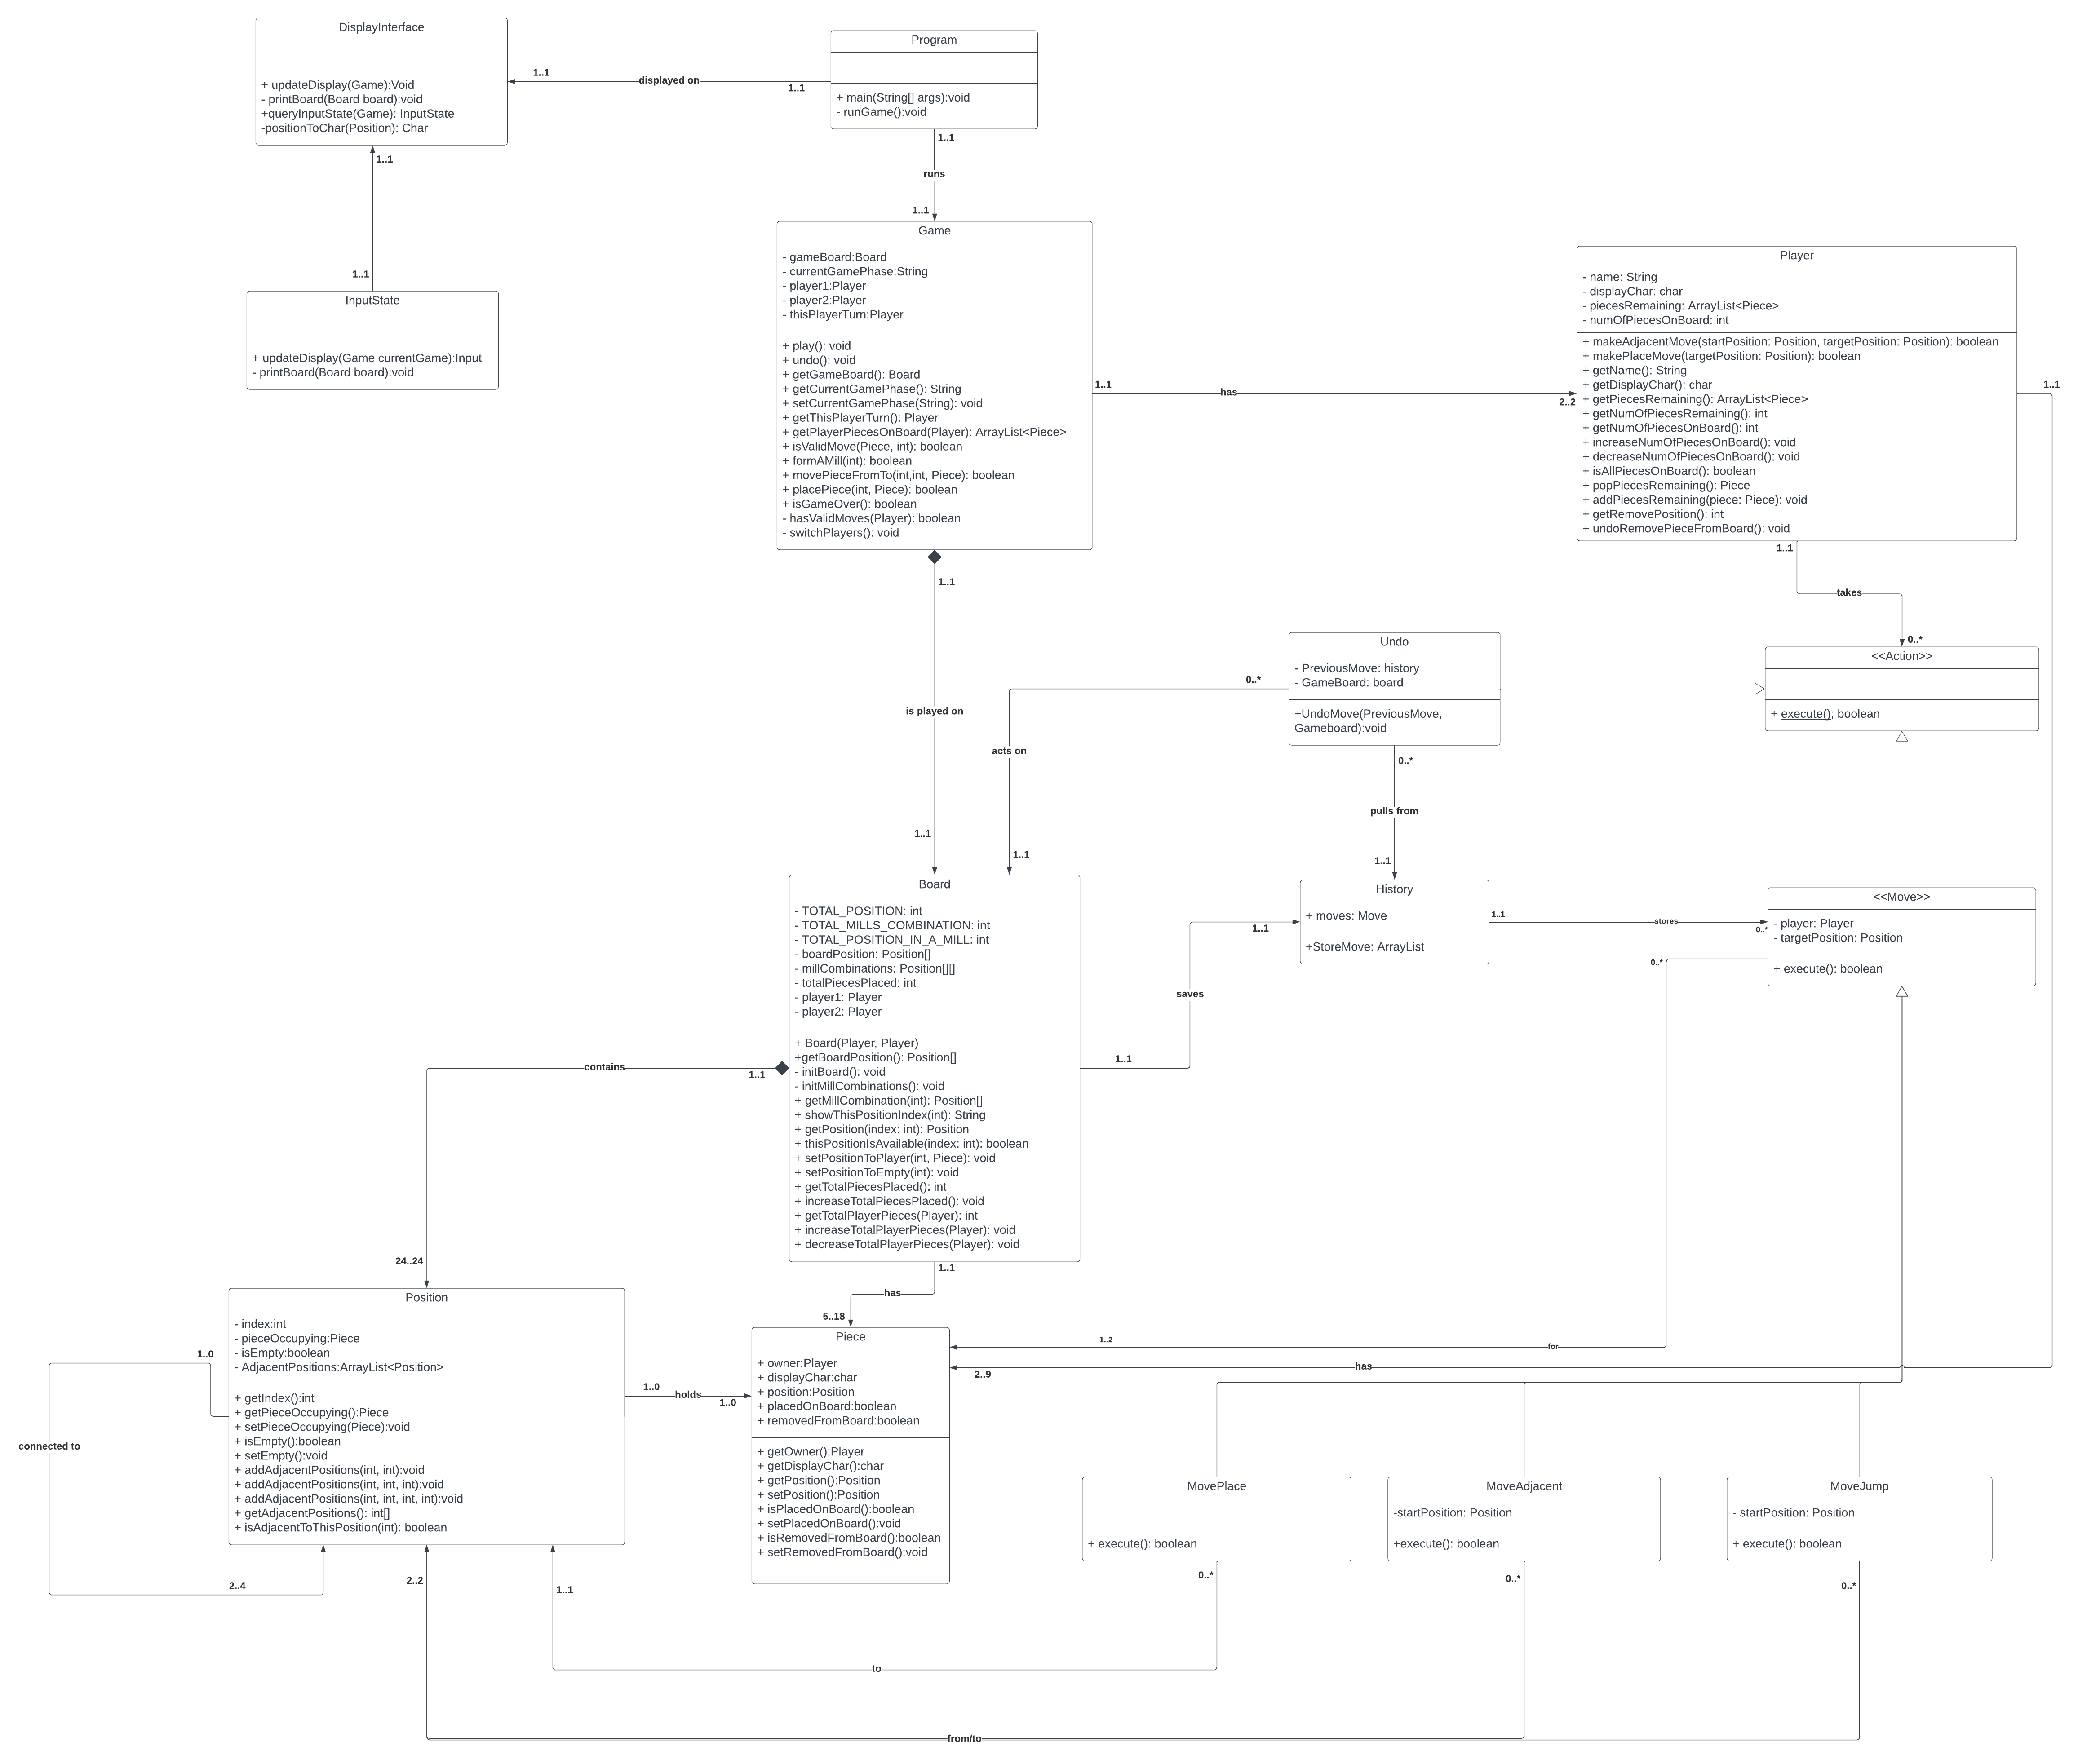 DisplayInterface
+ updateDisplay(Game):Void
- printBoard(Board board):void
+queryInputState(Game): InputState
-positionToChar(Position): Char
1..1
displayed on
1..1
Program
+ main(String[] args):void
- runGame():void
1..1
runs
1..1
1..1
1..1
InputState
+ updateDisplay(Game currentGame):Input
- printBoard(Board board):void
Game
- gameBoard:Board
- currentGamePhase:String
- player1:Player
- player2:Player
- thisPlayerTurn:Player
+ play(): void
+ undo(): void
+ getGameBoard(): Board
+ getCurrentGamePhase(): String
+ setCurrentGamePhase(String): void
+ getThisPlayerTurn(): Player
+ getPlayerPiecesOnBoard(Player): ArrayList<Piece>
+ isValidMove(Piece, int): boolean
+ formAMill(int): boolean
+ movePieceFromTo(int,int, Piece): boolean
+ placePiece(int, Piece): boolean
+ isGameOver(): boolean
- hasValidMoves(Player): boolean
- switchPlayers(): void
1..1
has
2..2
Player
- name: String
- displayChar: char
- piecesRemaining: ArrayList<Piece>
- numOfPiecesOnBoard: int
+ makeAdjacentMove(startPosition: Position, targetPosition: Position): boolean
+ makePlaceMove(targetPosition: Position): boolean
+ getName(): String
+ getDisplayChar(): char
+ getPiecesRemaining(): ArrayList<Piece>
+ getNumOfPiecesRemaining(): int
+ getNumOfPiecesOnBoard(): int
+ increaseNumOfPiecesOnBoard(): void
+ decreaseNumOfPiecesOnBoard(): void
+ isAllPiecesOnBoard(): boolean
+ popPiecesRemaining(): Piece
+ addPiecesRemaining(piece: Piece): void
+ getRemovePosition(): int
+ undoRemovePieceFromBoard(): void
1..1
1..1
takes
0..*
1..1
is played on
1..1
Undo
- PreviousMove: history
- GameBoard: board
+UndoMove(PreviousMove,
Gameboard):void
0..*
acts on
1..1
0..*
pulls from
1..1
<<Action>>
+ execute(); boolean
Board
- TOTAL_POSITION: int
- TOTAL_MILLS_COMBINATION: int
- TOTAL_POSITION_IN_A_MILL: int
- boardPosition: Position[]
- millCombinations: Position[][]
- totalPiecesPlaced: int
- player1: Player
- player2: Player
+ Board(Player, Player)
+getBoardPosition(): Position[]
- initBoard(): void
- initMillCombinations(): void
+ getMillCombination(int): Position[]
+ showThisPositionIndex(int): String
+ getPosition(index: int): Position
+ thisPositionIsAvailable(index: int): boolean
+ setPositionToPlayer(int, Piece): void
+ setPositionToEmpty(int): void
+ getTotalPiecesPlaced(): int
+ increaseTotalPiecesPlaced(): void
+ getTotalPlayerPieces(Player): int
+ increaseTotalPlayerPieces(Player): void
+ decreaseTotalPlayerPieces(Player): void
1..1
saves
1..1
History
+ moves: Move
+StoreMove: ArrayList
1..1
stores
0..*
<<Move>>
- player: Player
- targetPosition: Position
+ execute(): boolean
0..*
contains
1..1
24..24
1..1
has
5..18
Position
- index:int
- pieceOccupying:Piece
- isEmpty:boolean
- AdjacentPositions:ArrayList<Position>
+ getIndex():int
+ getPieceOccupying():Piece
+ setPieceOccupying(Piece):void
+ isEmpty():boolean
+ setEmpty():void
+ addAdjacentPositions(int, int):void
+ addAdjacentPositions(int, int, int):void
+ addAdjacentPositions(int, int, int, int):void
+ getAdjacentPositions(): int[]
+ isAdjacentToThisPosition(int): boolean
1..0
connected to
2..4
1..0
holds
1..0
Piece
+ owner:Player
+ displayChar:char
+ position:Position
+ placedOnBoard:boolean
+ removedFromBoard:boolean
+ getOwner():Player
+ getDisplayChar():char
+ getPosition():Position
+ setPosition():Position
+ isPlacedOnBoard():boolean
+ setPlacedOnBoard():void
+ isRemovedFromBoard():boolean
+ setRemovedFromBoard():void
1..2
for
2..9
has
MovePlace
+ execute(): boolean
MoveAdjacent
-startPosition: Position
+execute(): boolean
MoveJump
- startPosition: Position
+ execute(): boolean
2..2
1..1
0..*
0..*
0..*
to
from/to